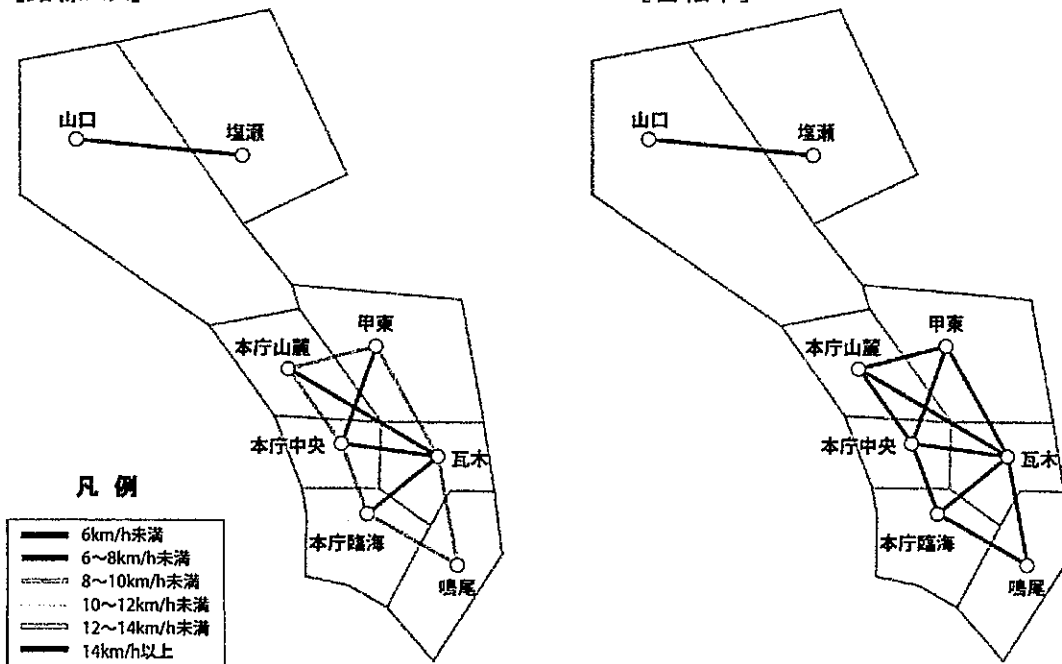 山口
塩瀬
甲東
本庁山麓
本庁中央
瓦木
本庁臨海
鳴尾
凡 例
6km/h未満
6〜8km/h未満
8〜10km/h未満
10〜12km/h未満
12〜14km/h未満
14km/h以上
山口
塩瀬
甲東
本庁山麓
本庁中央
瓦木
本庁臨海
鳴尾